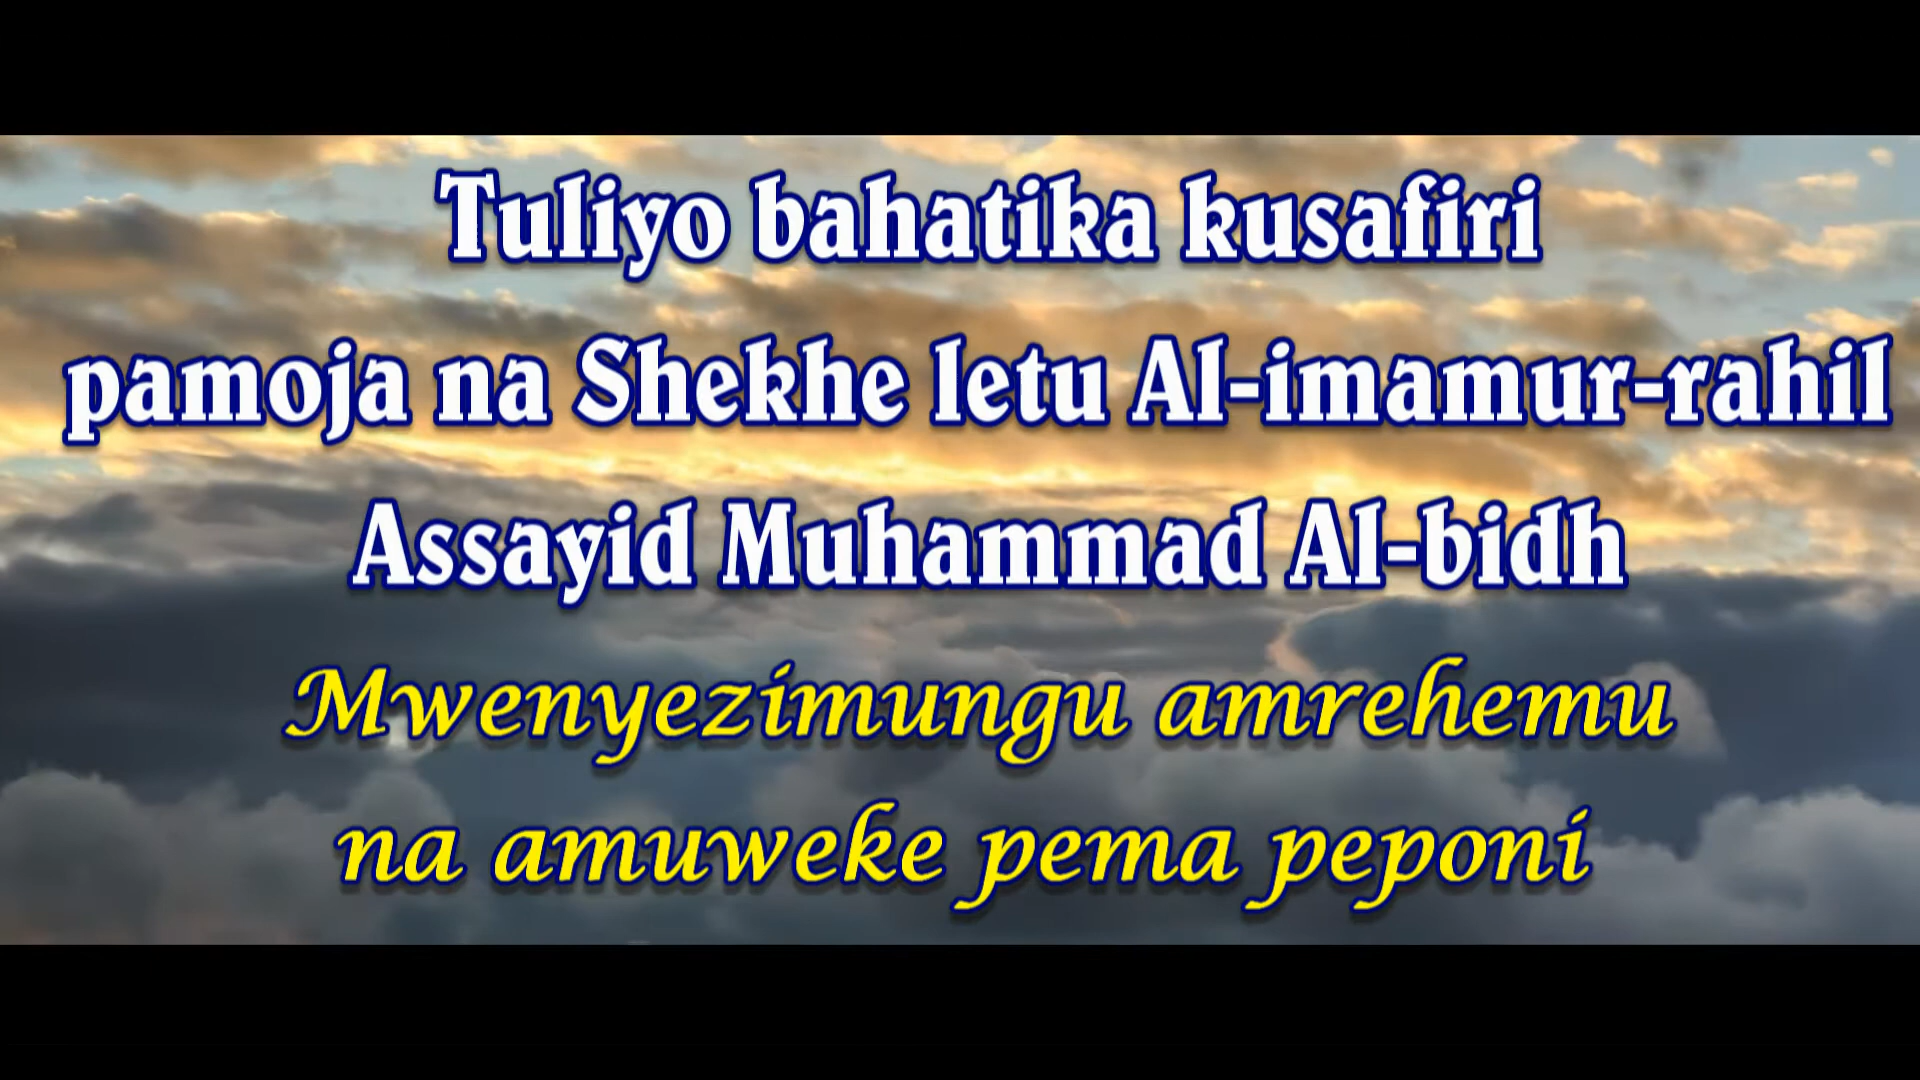 Tuliyo bahatika kusafiri
pamoja na Shekhe letu Al-imamur-rahil
Assayid Muhammad Al-bidh
Mwenyezimungu amrehemu
na amuweke pema peponi